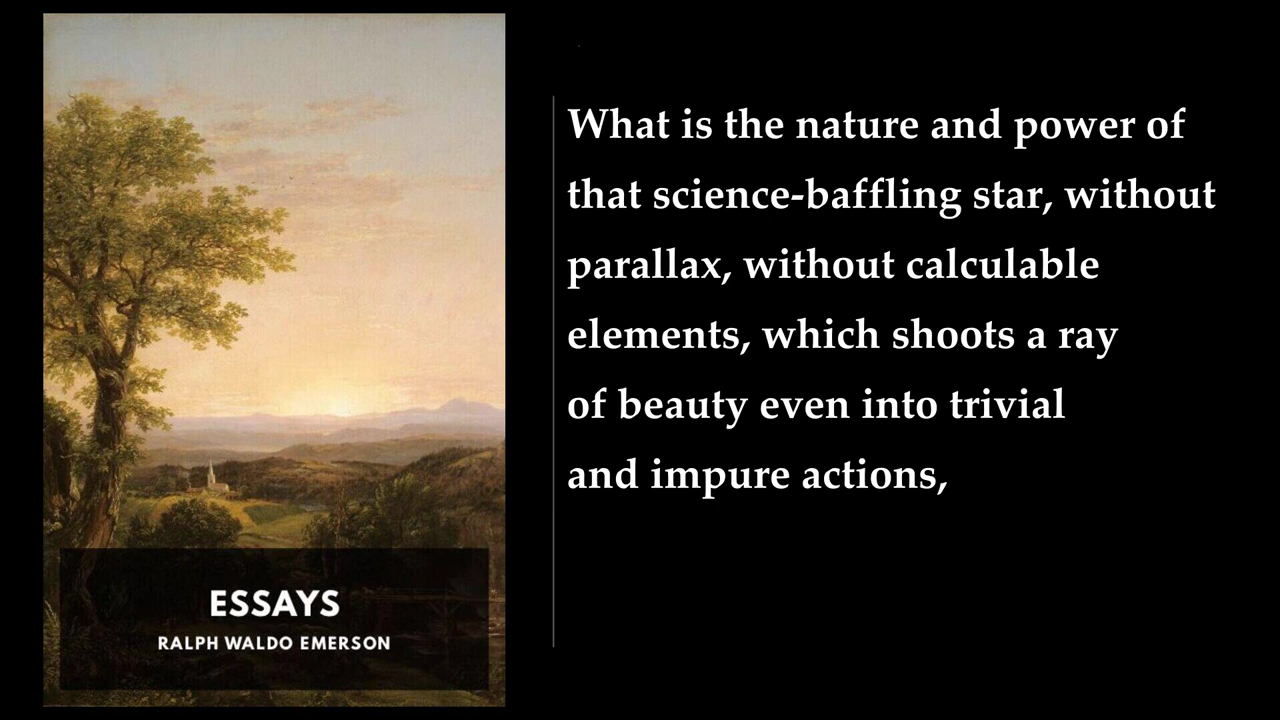 ESSAYS
RALPH WALDO EMERSON
What is the nature and power of
that science-baffling star, without
parallax, without calculable
elements, which shoots a ray
of beauty even into trivial
and impure actions,